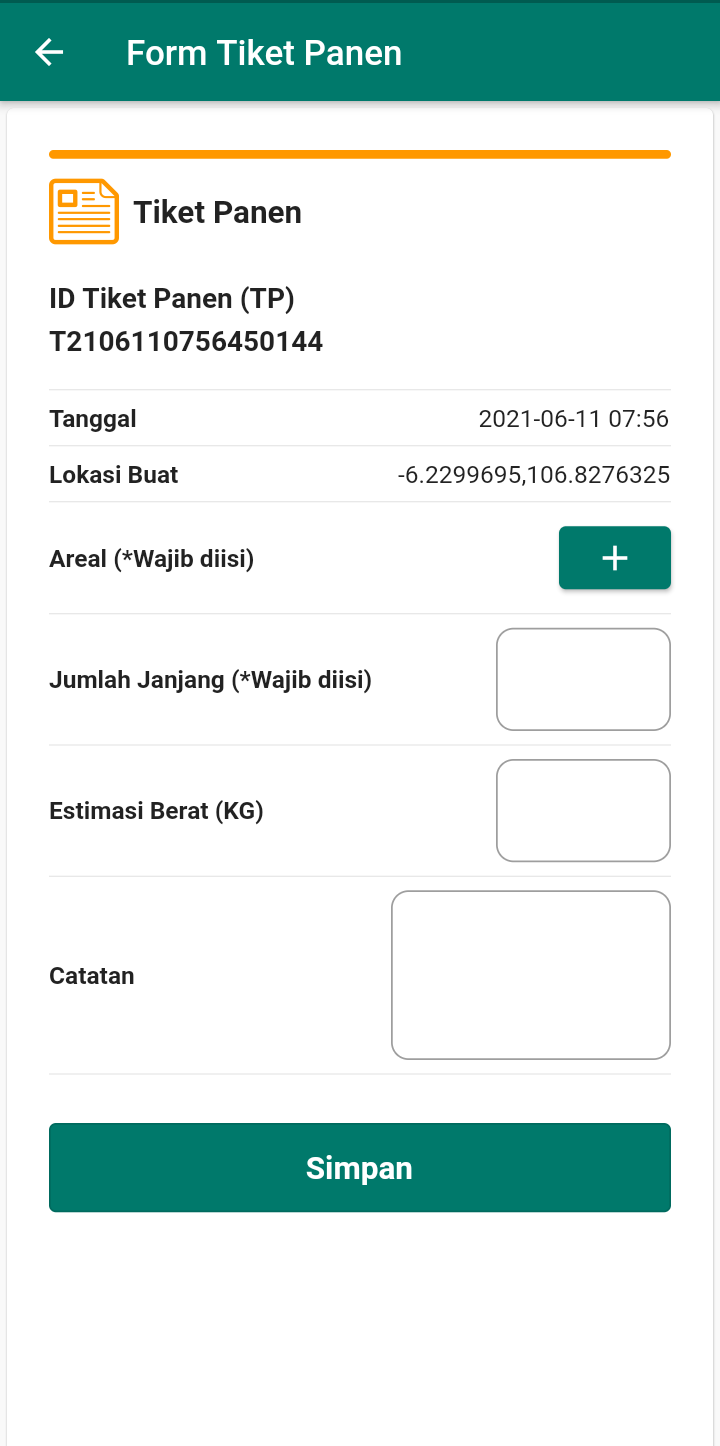 Form Tiket Panen
Tiket Panen
ID Tiket Panen (TP)
T2106110756450144
Tanggal 2021-06-11 07:56
Lokasi Buat -6.2299695,106.8276325
Areal (*Wajib diisi) +
Jumlah Janjang (*Wajib diisi)
Estimasi Berat (KG)
Catatan
Simpan